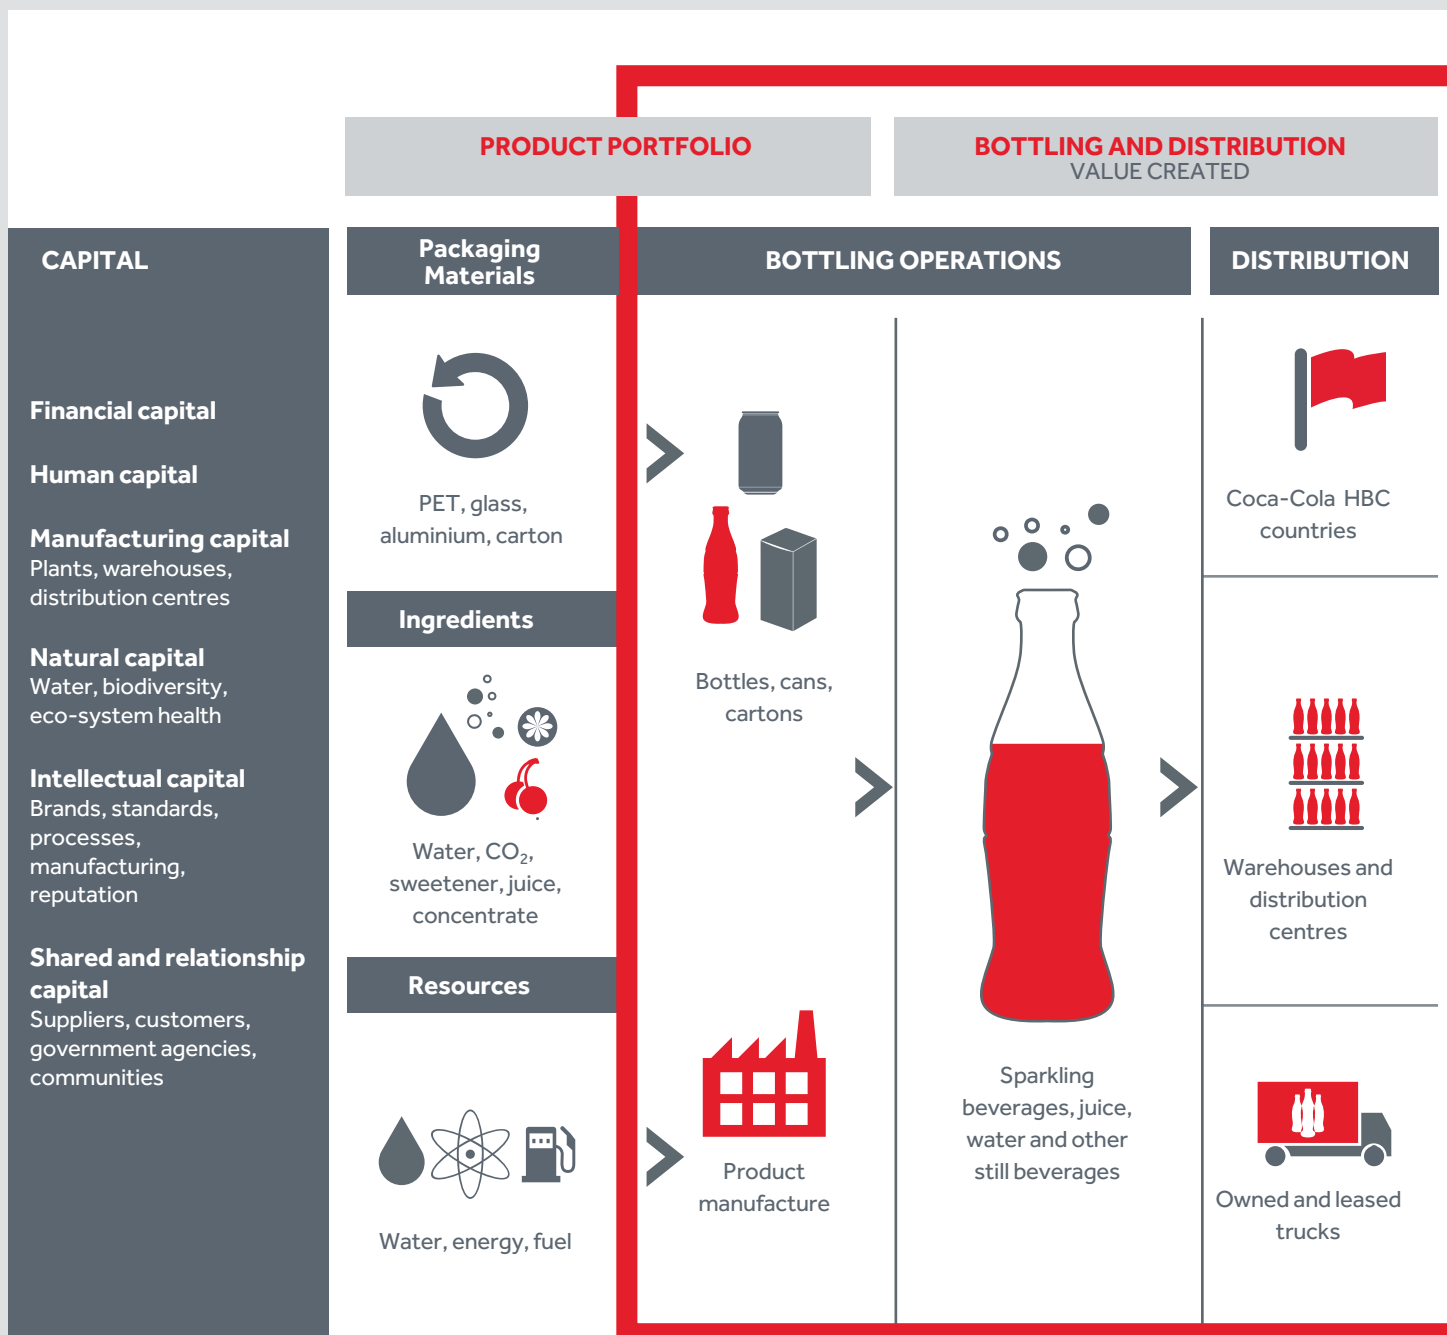 PRODUCT PORTFOLIO
BOTTLING AND DISTRIBUTION
VALUE CREATED
CAPITAL
Financial capital
Human capital
Manufacturing capital
Plants, warehouses,
distribution centres
Natural capital
Water, biodiversity,
eco-system health
Intellectual capital
Brands, standards,
processes,
manufacturing,
reputation
Shared and relationship
capital
Suppliers, customers,
government agencies,
communities
Packaging
Materials
PET, glass,
aluminium, carton
Ingredients
Water, CO₂,
sweetener, juice,
concentrate
Resources
Water, energy, fuel
BOTTLING OPERATIONS
Bottles, cans,
cartons
Product
manufacture
Sparkling
beverages, juice,
water and other
still beverages
DISTRIBUTION
Coca-Cola HBC
countries
Warehouses and
distribution
centres
Owned and leased
trucks